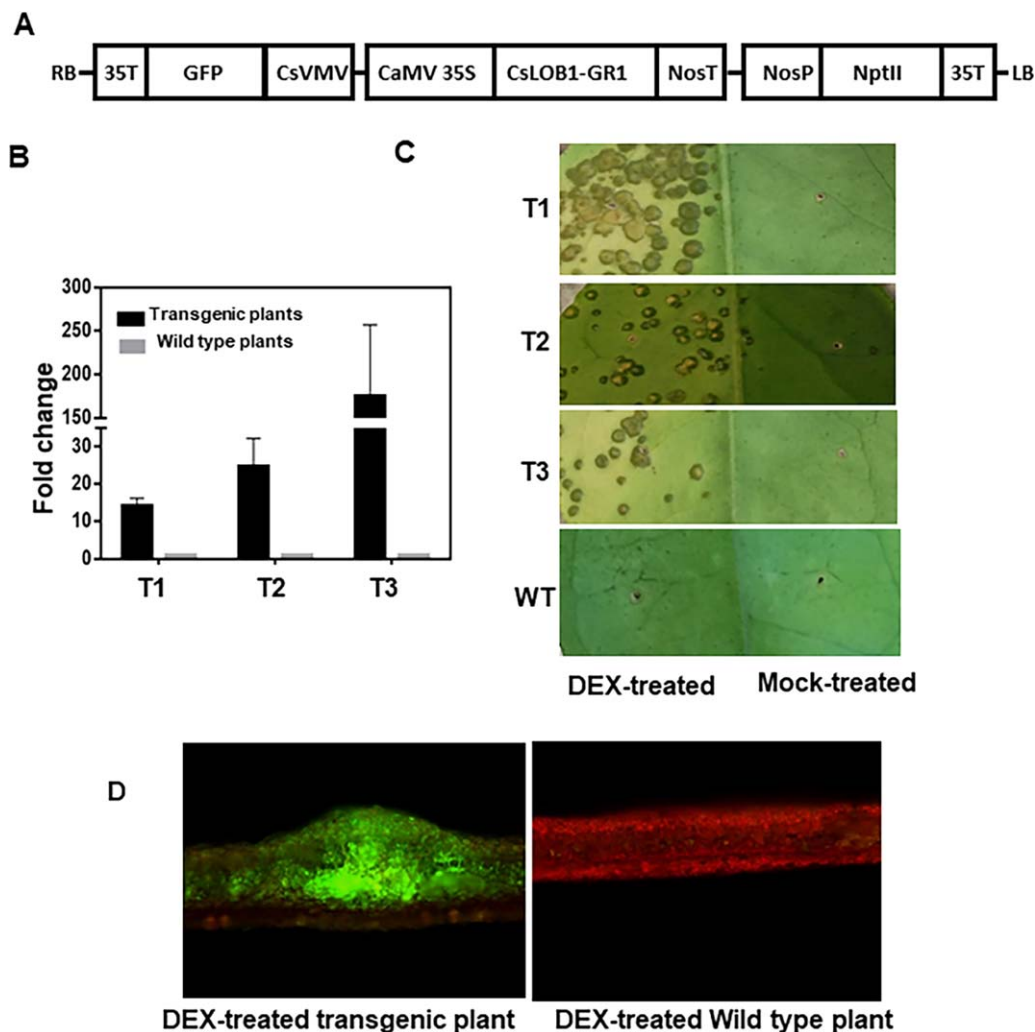 A
RB 35T GFP CsVMV CaMV 35S CsLOB1-GR1 NosT NosP NptII 35T LB
B
Fold change
300
250
200
150
30
20
10
0
Transgenic plants
Wild type plants
T1 T2 T3
C
T1
T2
T3
WT
DEX-treated Mock-treated
D
DEX-treated transgenic plant DEX-treated Wild type plant